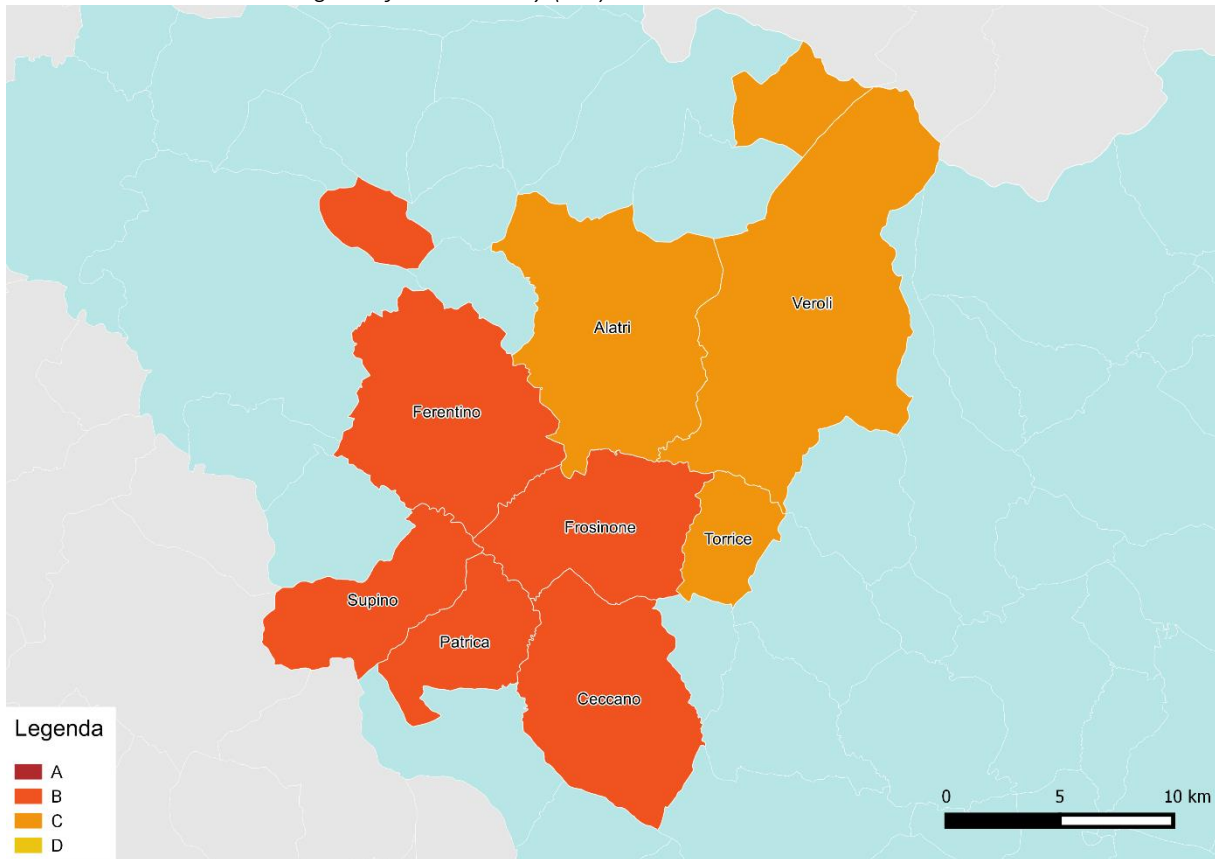 Veroli
Alatri
Ferentino
Frosinone
Torrice
Supino
Patrica
Ceccano
Legenda
A
B
C
D
0 5 10 km